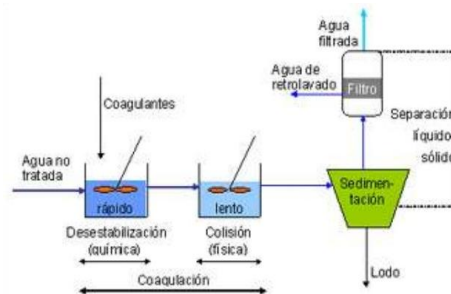 Agua
filtrada
Agua de
retrolavado
Filtro
Coagulantes
Separación
líquido
sólido
Agua no
tratada
rápido
lento
Sedimen-
tación
Desestabilización
(química)
Colisión
(física)
Lodo
Coagulación